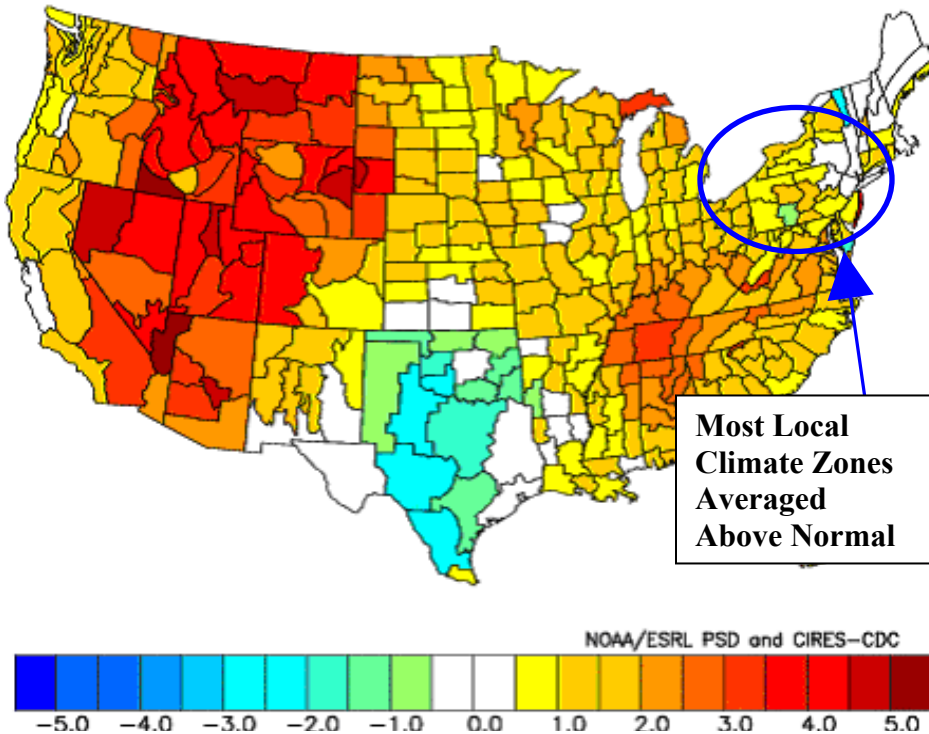 Most Local
Climate Zones
Averaged
Above Normal
NOAA/ESRL PSD and CIRES-CDC
-5.0 -4.0 -3.0 -2.0 -1.0 0.0 1.0 2.0 3.0 4.0 5.0